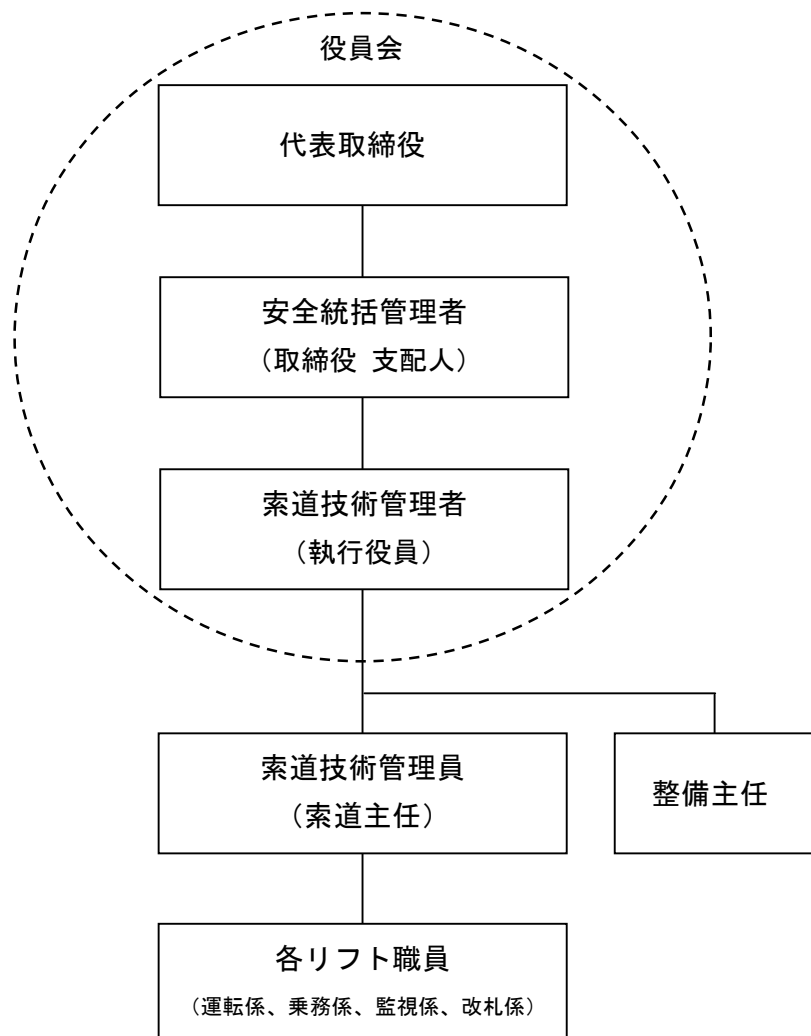 役員会
代表取締役
安全統括管理者
（取締役 支配人）
索道技術管理者
（執行役員）
索道技術管理員
（索道主任）
整備主任
各リフト職員
（運転係、乗務係、監視係、改札係）